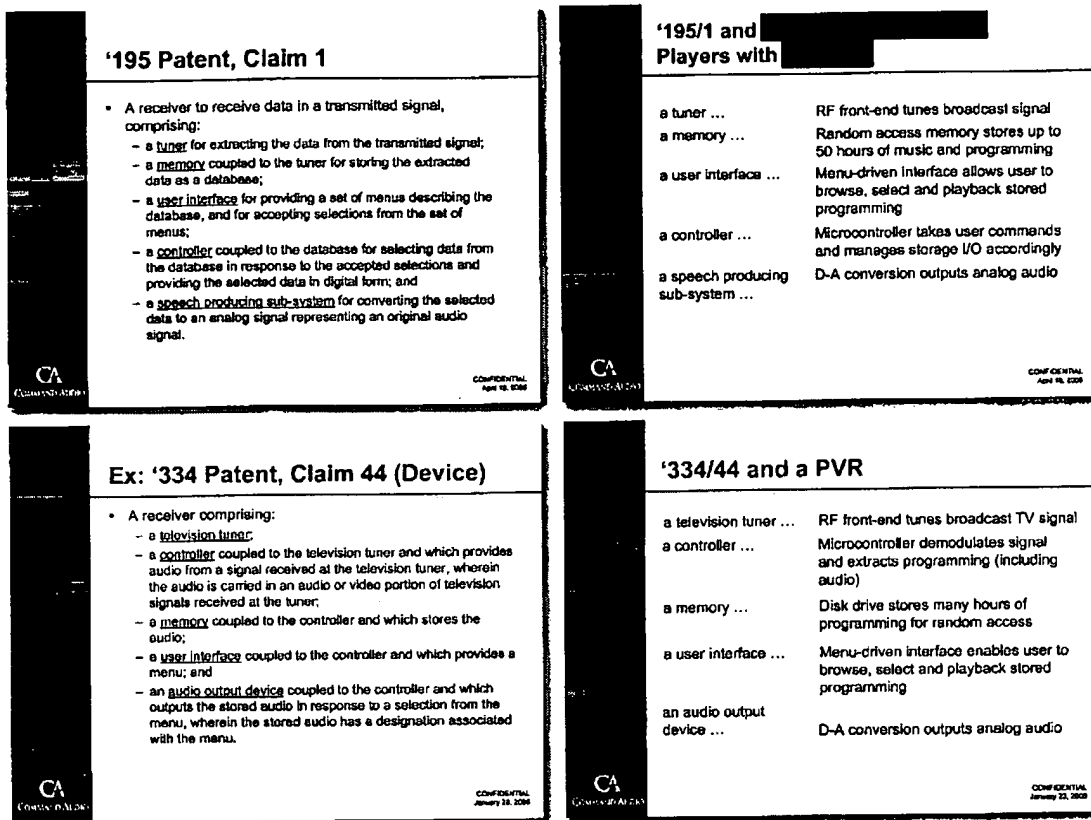 '195 Patent, Claim 1
• A receiver to receive data in a transmitted signal,
comprising:
– a tuner for extracting the data from the transmitted signal;
– a memory coupled to the tuner for storing the extracted
data as a database;
– a user interface for providing a set of menus describing the
database, and for accepting selections from the set of
menus;
– a controller coupled to the database for selecting data from
the database in response to the accepted selections and
providing the selected data in digital form; and
– a speech producing sub-system for converting the selected
data to an analog signal representing an original audio
signal.
CA
COMMAND AUDIO
CONFIDENTIAL
'195/1 and
Players with
a tuner ... RF front-end tunes broadcast signal
a memory ... Random access memory stores up to
50 hours of music and programming
a user interface ... Menu-driven interface allows user to
browse, select and playback stored
programming
a controller ... Microcontroller takes user commands
and manages storage I/O accordingly
a speech producing D-A conversion outputs analog audio
sub-system ...
CA
COMMAND AUDIO
CONFIDENTIAL
Ex: '334 Patent, Claim 44 (Device)
• A receiver comprising:
– a television tuner;
– a controller coupled to the television tuner and which provides
audio from a signal received at the television tuner, wherein
the audio is carried in an audio or video portion of television
signals received at the tuner;
– a memory coupled to the controller and which stores the
audio;
– a user interface coupled to the controller and which provides a
menu; and
– an audio output device coupled to the controller and which
outputs the stored audio in response to a selection from the
menu, wherein the stored audio has a designation associated
with the menu.
CA
COMMAND AUDIO
CONFIDENTIAL
'334/44 and a PVR
a television tuner ... RF front-end tunes broadcast TV signal
a controller ... Microcontroller demodulates signal
and extracts programming (including
audio)
a memory ... Disk drive stores many hours of
programming for random access
a user interface ... Menu-driven interface enables user to
browse, select and playback stored
programming
an audio output
device ... D-A conversion outputs analog audio
CA
COMMAND AUDIO
CONFIDENTIAL